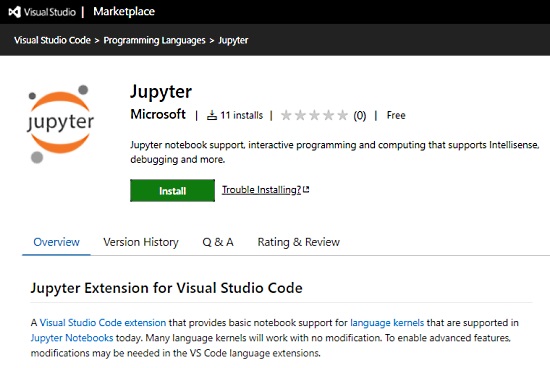 Visual Studio | Marketplace
Visual Studio Code > Programming Languages > Jupyter
jupyter
Jupyter
Microsoft | 11 installs | (0) | Free
Jupyter notebook support, interactive programming and computing that supports Intellisense,
debugging and more.
Install Trouble Installing?
Overview Version History Q & A Rating & Review
Jupyter Extension for Visual Studio Code
A Visual Studio Code extension that provides basic notebook support for language kernels that are supported in
Jupyter Notebooks today. Many language kernels will work with no modification. To enable advanced features,
modifications may be needed in the VS Code language extensions.